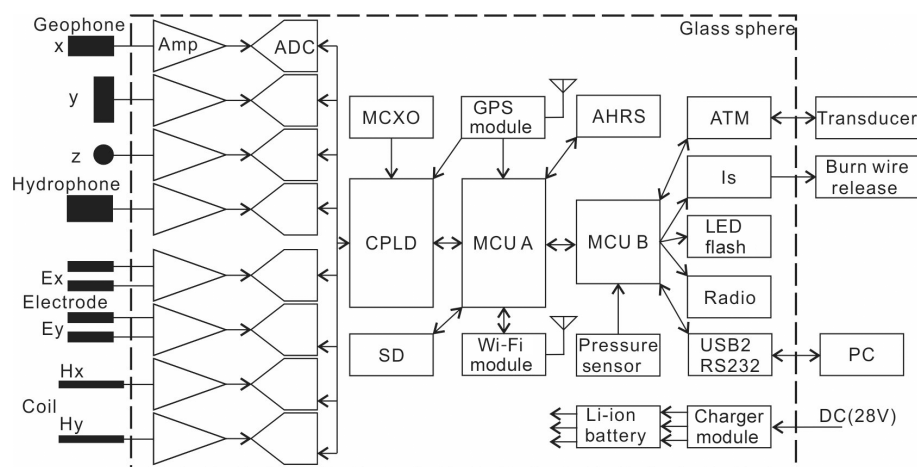 Geophone
x
Amp
ADC
Glass sphere
y
z
Hydrophone
Ex
Electrode
Ey
Hx
Coil
Hy
MCXO
GPS
module
AHRS
ATM
Transducer
CPLD
MCU A
MCU B
Is
Burn wire
release
LED
flash
Radio
SD
Wi-Fi
module
Pressure
sensor
USB2
RS232
PC
Li-ion
battery
Charger
module
DC(28V)